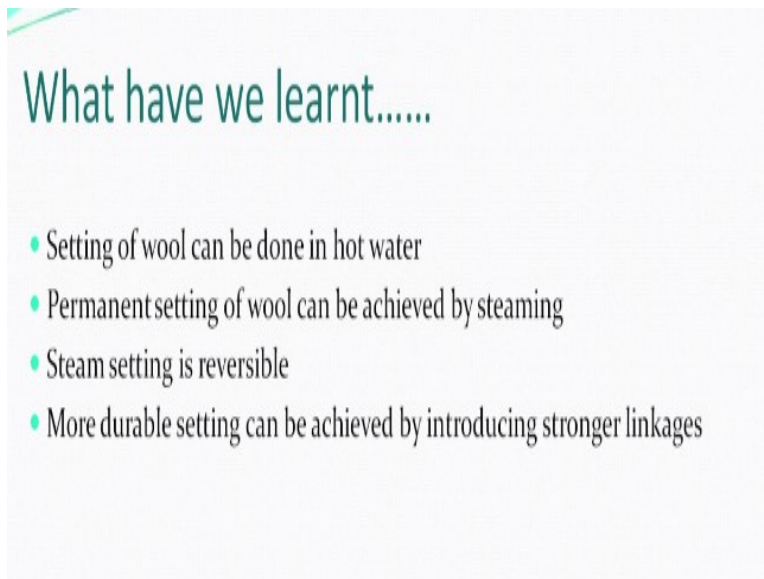 What have we learnt......
• Setting of wool can be done in hot water
• Permanent setting of wool can be achieved by steaming
• Steam setting is reversible
• More durable setting can be achieved by introducing stronger linkages